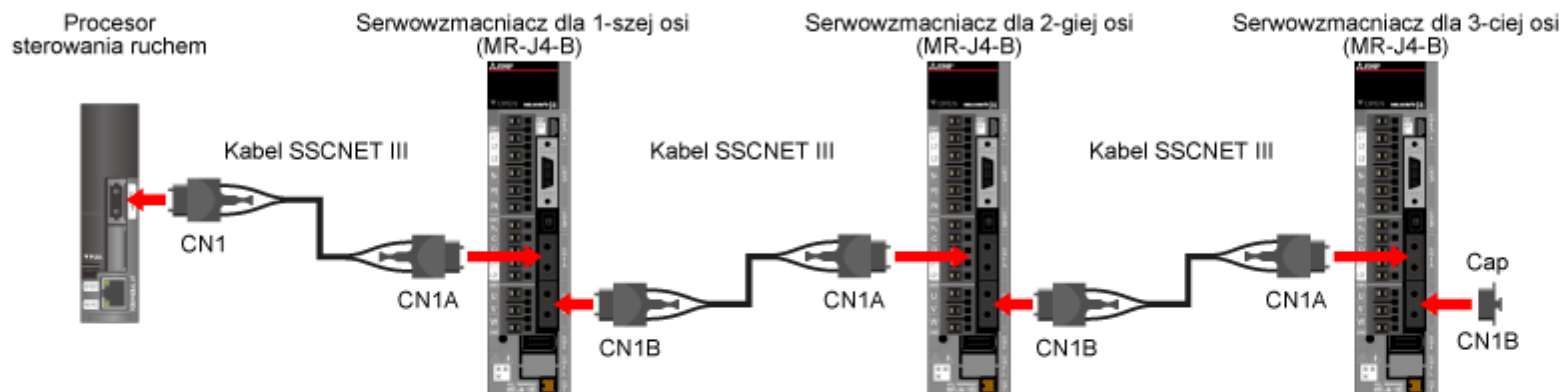 Procesor
sterowania ruchem
Serwowzmacniacz dla 1-szej osi
(MR-J4-B)
Serwowzmacniacz dla 2-giej osi
(MR-J4-B)
Serwowzmacniacz dla 3-ciej osi
(MR-J4-B)
Kabel SSCNET III
Kabel SSCNET III
Kabel SSCNET III
CN1
CN1A
CN1B
CN1A
CN1B
CN1A
Cap
CN1B